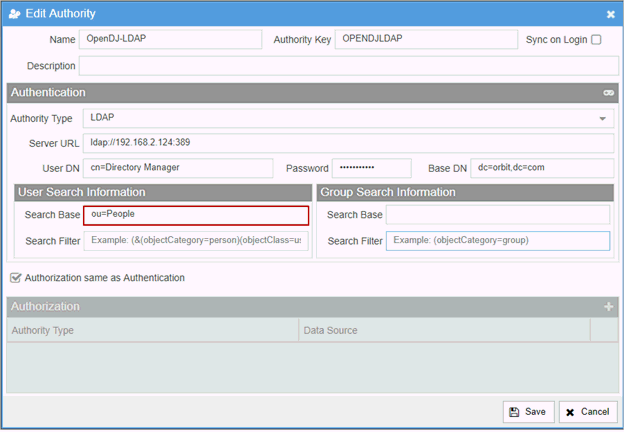 Edit Authority
Name OpenDJ-LDAP Authority Key OPENDJLDAP Sync on Login
Description
Authentication
Authority Type LDAP
Server URL ldap://192.168.2.124:389
User DN cn=Directory Manager Password ••••••••••• Base DN dc=orbit,dc=com
User Search Information Group Search Information
Search Base ou=People Search Base
Search Filter Example: (&(objectCategory=person)(objectClass=us Search Filter Example: (objectCategory=group)
Authorization same as Authentication
Authorization
Authority Type Data Source
Save Cancel